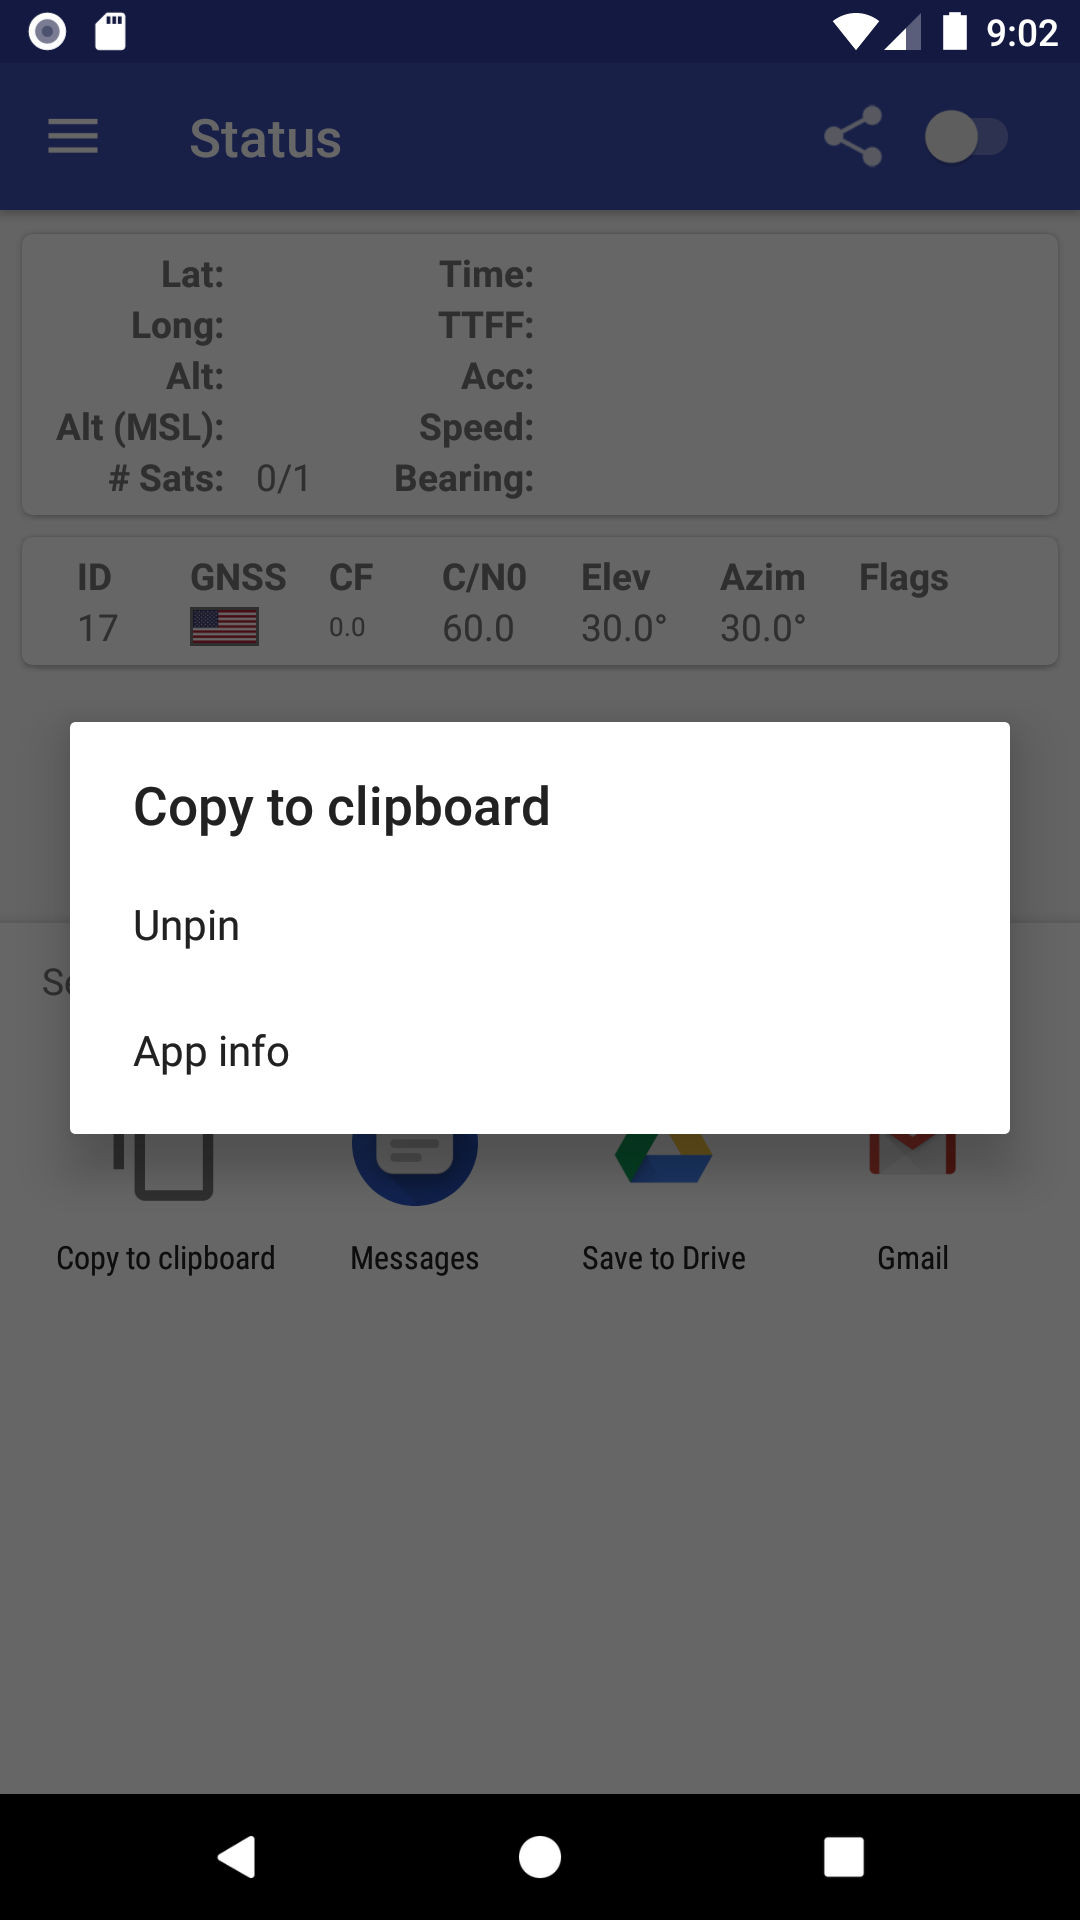 9:02
Status
Lat: Time:
Long: TTFF:
Alt: Acc:
Alt (MSL): Speed:
# Sats: 0/1 Bearing:
ID GNSS CF C/N0 Elev Azim Flags
17 0.0 60.0 30.0° 30.0°
Copy to clipboard
Unpin
App info
Copy to clipboard Messages Save to Drive Gmail